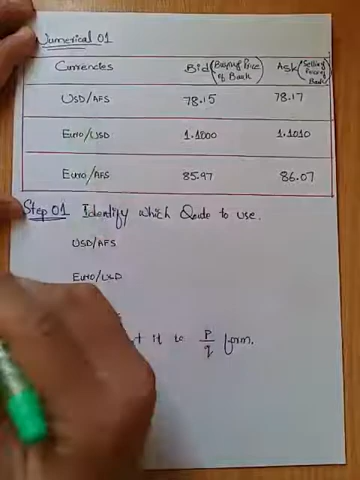 Numerical 01
Currencies Bid (Buying Price of Bank) Ask (Selling Price of Bank)
USD/AFS 78.15 78.17
Euro/USD 1.1000 1.1010
Euro/AFS 85.97 86.07
Step 01 Identify which Quote to use.
USD/AFS
Euro/USD
it to P/q form.